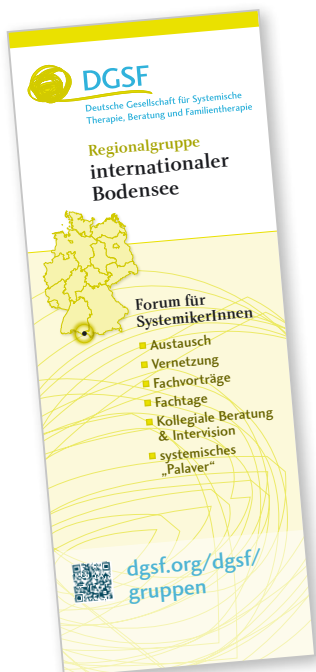 DGSF
Deutsche Gesellschaft für Systemische
Therapie, Beratung und Familientherapie
Regionalgruppe
internationaler
Bodensee
Forum für
SystemikerInnen
Austausch
Vernetzung
Fachvorträge
Fachtage
Kollegiale Beratung
& Intervision
systemisches
„Palaver“
dgsf.org/dgsf/
gruppen